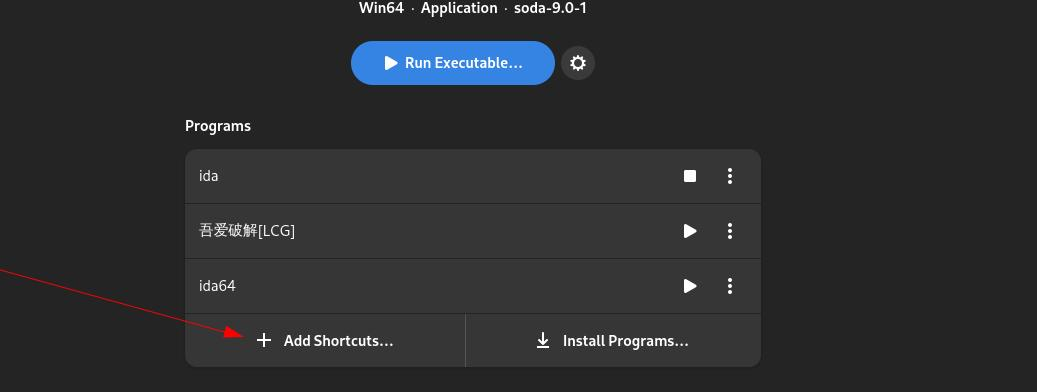 Win64 · Application · soda-9.0-1
Run Executable...
Programs
ida
吾爱破解[LCG]
ida64
Add Shortcuts...
Install Programs...